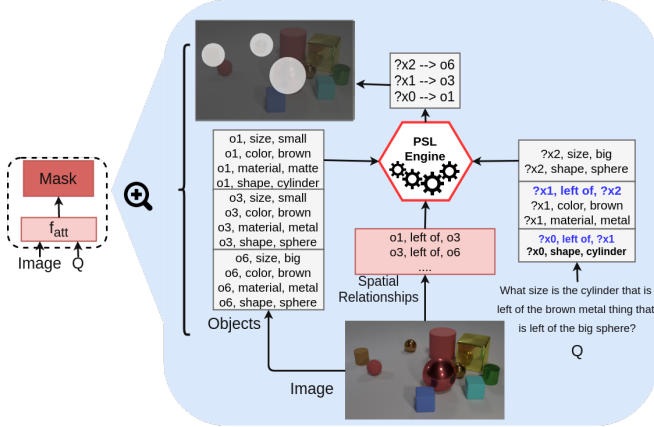 Mask
f_att
Image
Q
?x2 --> o6
?x1 --> o3
?x0 --> o1
PSL
Engine
o1, size, small
o1, color, brown
o1, material, matte
o1, shape, cylinder
o3, size, small
o3, color, brown
o3, material, metal
o3, shape, sphere
o6, size, big
o6, color, brown
o6, material, metal
o6, shape, sphere
Objects
o1, left of, o3
o3, left of, o6
....
Spatial
Relationships
?x2, size, big
?x2, shape, sphere
?x1, left of, ?x2
?x1, color, brown
?x1, material, metal
?x0, left of, ?x1
?x0, shape, cylinder
What size is the cylinder that is
left of the brown metal thing that
is left of the big sphere?
Q
Image